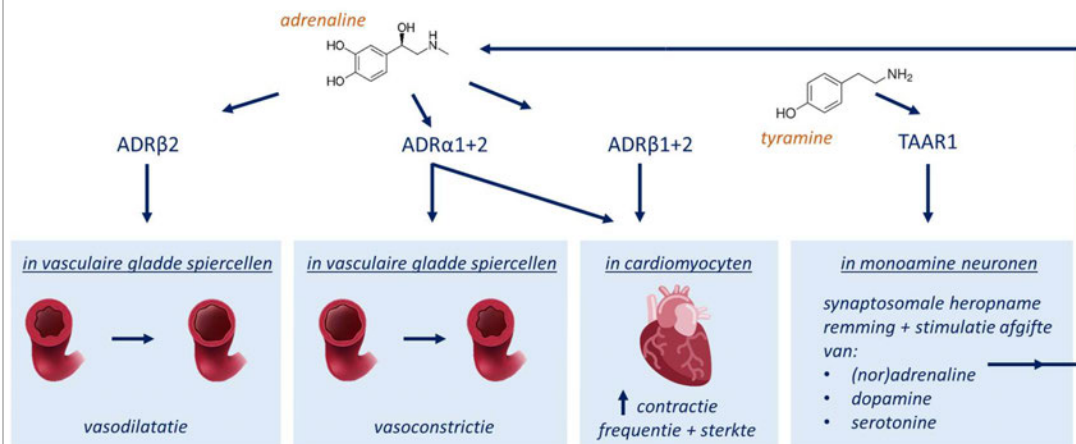 adrenaline
OH
HO
H
N
HO
NH₂
HO
tyramine
ADRβ2
ADRα1+2
ADRβ1+2
TAAR1
in vasculaire gladde spiercellen
vasodilatatie
in vasculaire gladde spiercellen
vasoconstrictie
in cardiomyocyten
contractie
frequentie + sterkte
in monoamine neuronen
synaptosomale heropname
remming + stimulatie afgifte
van:
• (nor)adrenaline
• dopamine
• serotonine